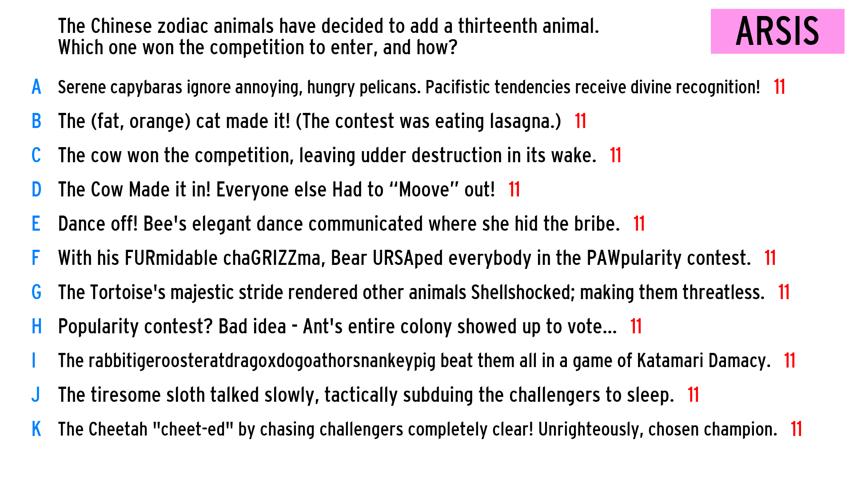 The Chinese zodiac animals have decided to add a thirteenth animal.
Which one won the competition to enter, and how?
ARSIS
A Serene capybaras ignore annoying, hungry pelicans. Pacifistic tendencies receive divine recognition! 11
B The (fat, orange) cat made it! (The contest was eating lasagna.) 11
C The cow won the competition, leaving udder destruction in its wake. 11
D The Cow Made it in! Everyone else Had to “Moove” out! 11
E Dance off! Bee's elegant dance communicated where she hid the bribe. 11
F With his FURmidable chaGRIZZma, Bear URSAped everybody in the PAWpularity contest. 11
G The Tortoise's majestic stride rendered other animals Shellshocked; making them threatless. 11
H Popularity contest? Bad idea - Ant's entire colony showed up to vote... 11
I The rabbitigeroosteratdragoxdogoathorsnankeypig beat them all in a game of Katamari Damacy. 11
J The tiresome sloth talked slowly, tactically subduing the challengers to sleep. 11
K The Cheetah "cheet-ed" by chasing challengers completely clear! Unrighteously, chosen champion. 11